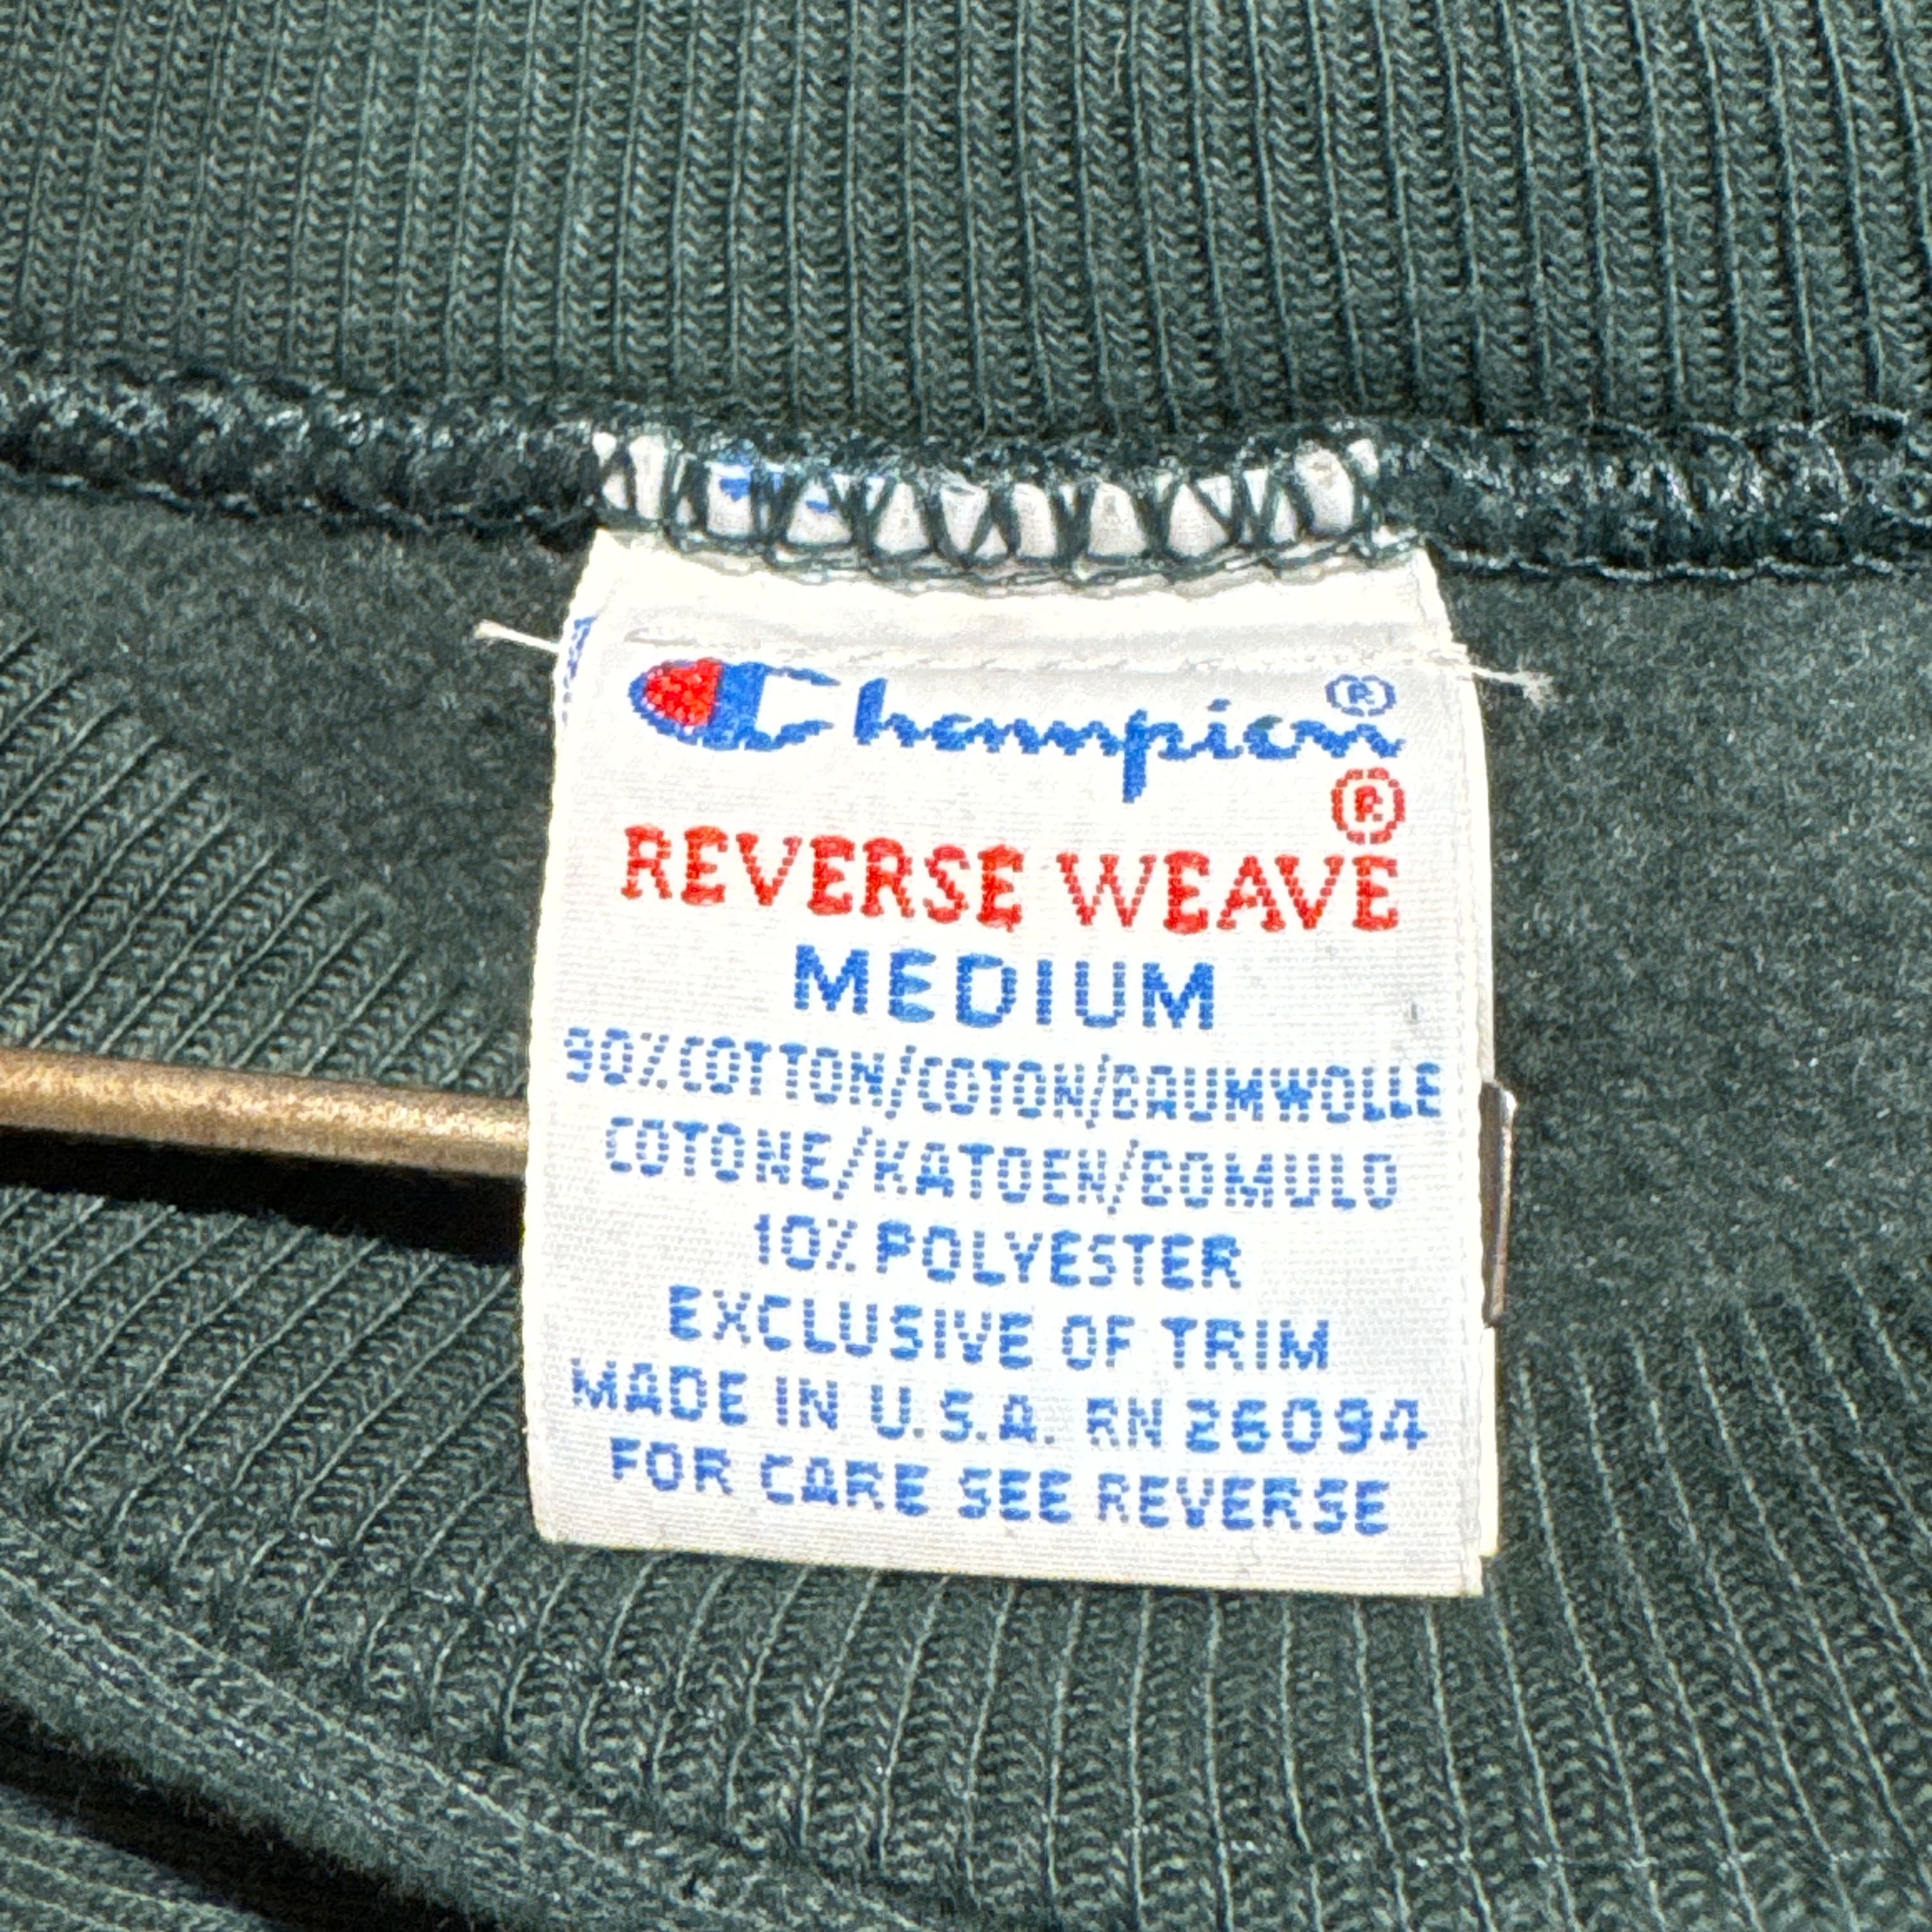 Champion®
®
REVERSE WEAVE
MEDIUM
90% COTTON/COTON/BAUMWOLLE
COTONE/KATOEN/BOMULD
10% POLYESTER
EXCLUSIVE OF TRIM
MADE IN U.S.A. RN 26094
FOR CARE SEE REVERSE